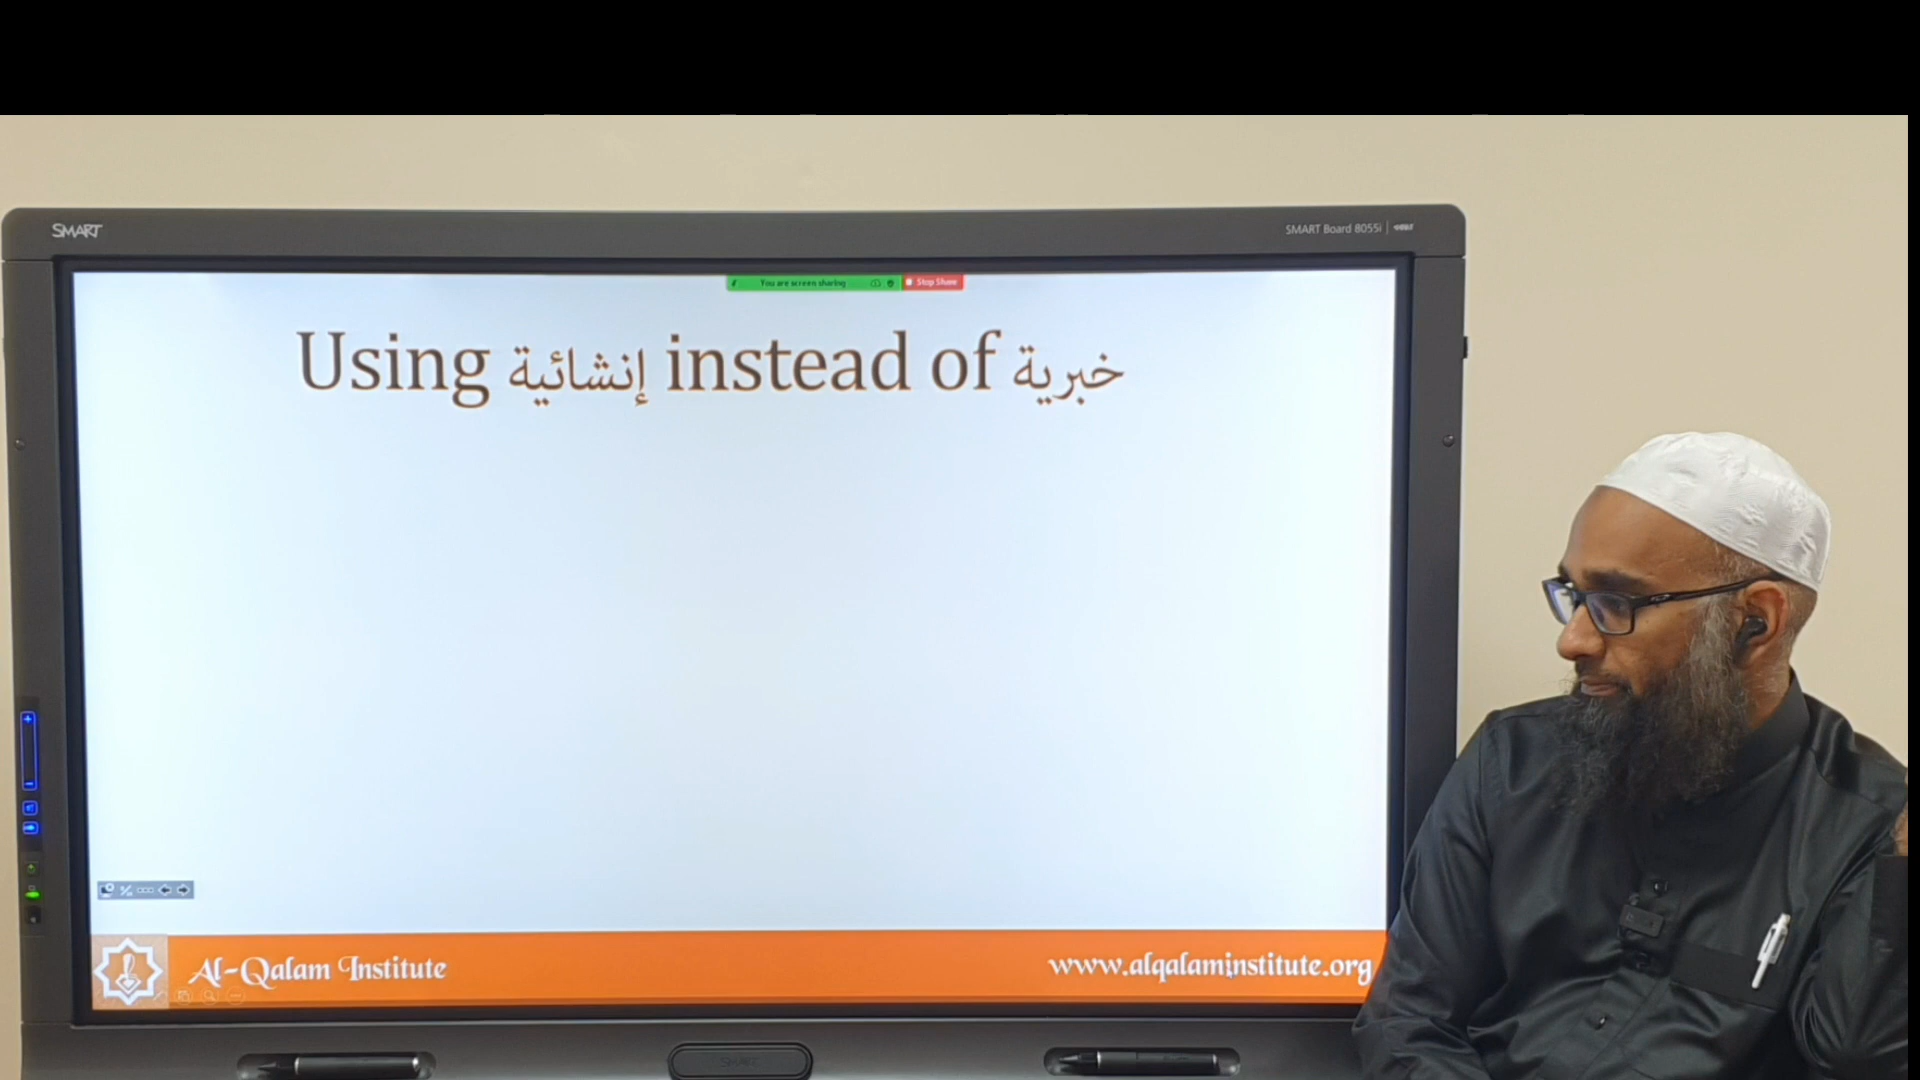 SMART
SMART Board 8055i
You are screen sharing
Stop Share
Using إنشائية instead of خبرية
Al-Qalam Institute
www.alqalaminstitute.org
SMART